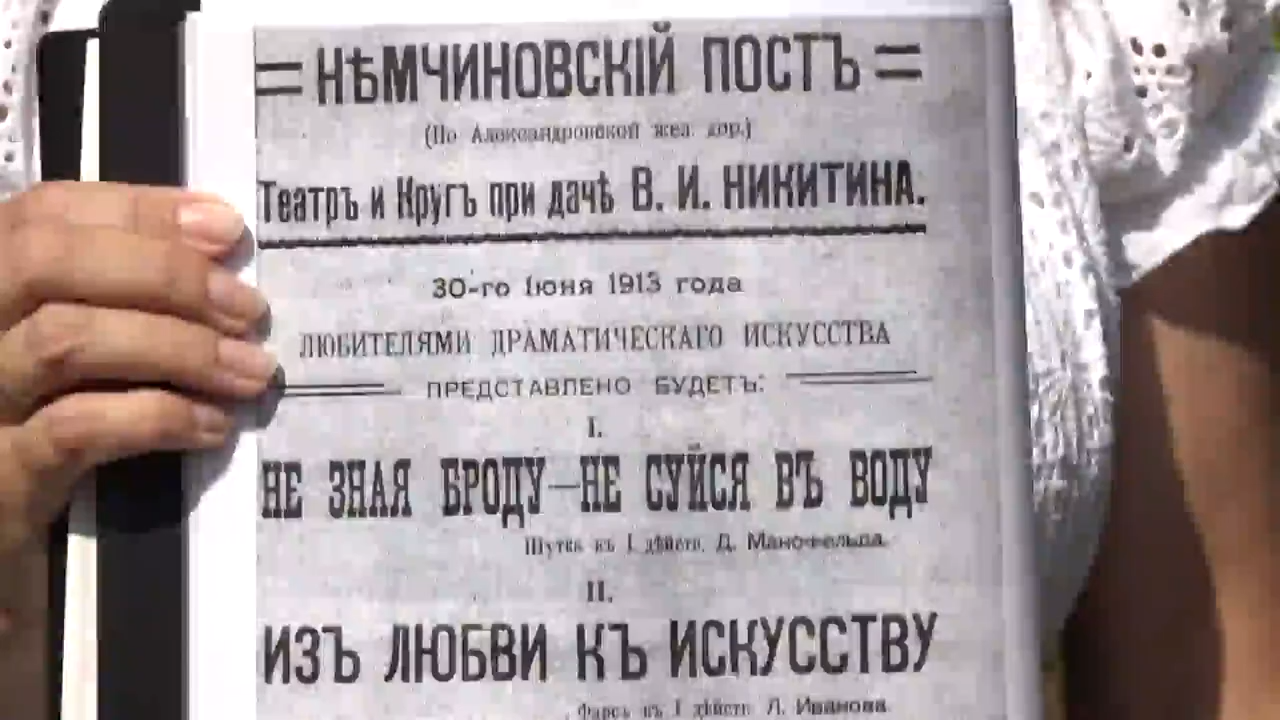 = НѢМЧИНОВСКІЙ ПОСТЪ =
(По Александровской жел. дор.)
Театръ и Кругъ при дачѣ В. И. НИКИТИНА.
30-го Іюня 1913 года
ЛЮБИТЕЛЯМИ ДРАМАТИЧЕСКАГО ИСКУССТВА
ПРЕДСТАВЛЕНО БУДЕТЪ:
I.
НЕ ЗНАЯ БРОДУ—НЕ СУЙСЯ ВЪ ВОДУ
Шутка въ 1 дѣйств. Д. Мансфельда.
II.
ИЗЪ ЛЮБВИ КЪ ИСКУССТВУ
Фарсъ въ 1 дѣйств. Л. Иванова.